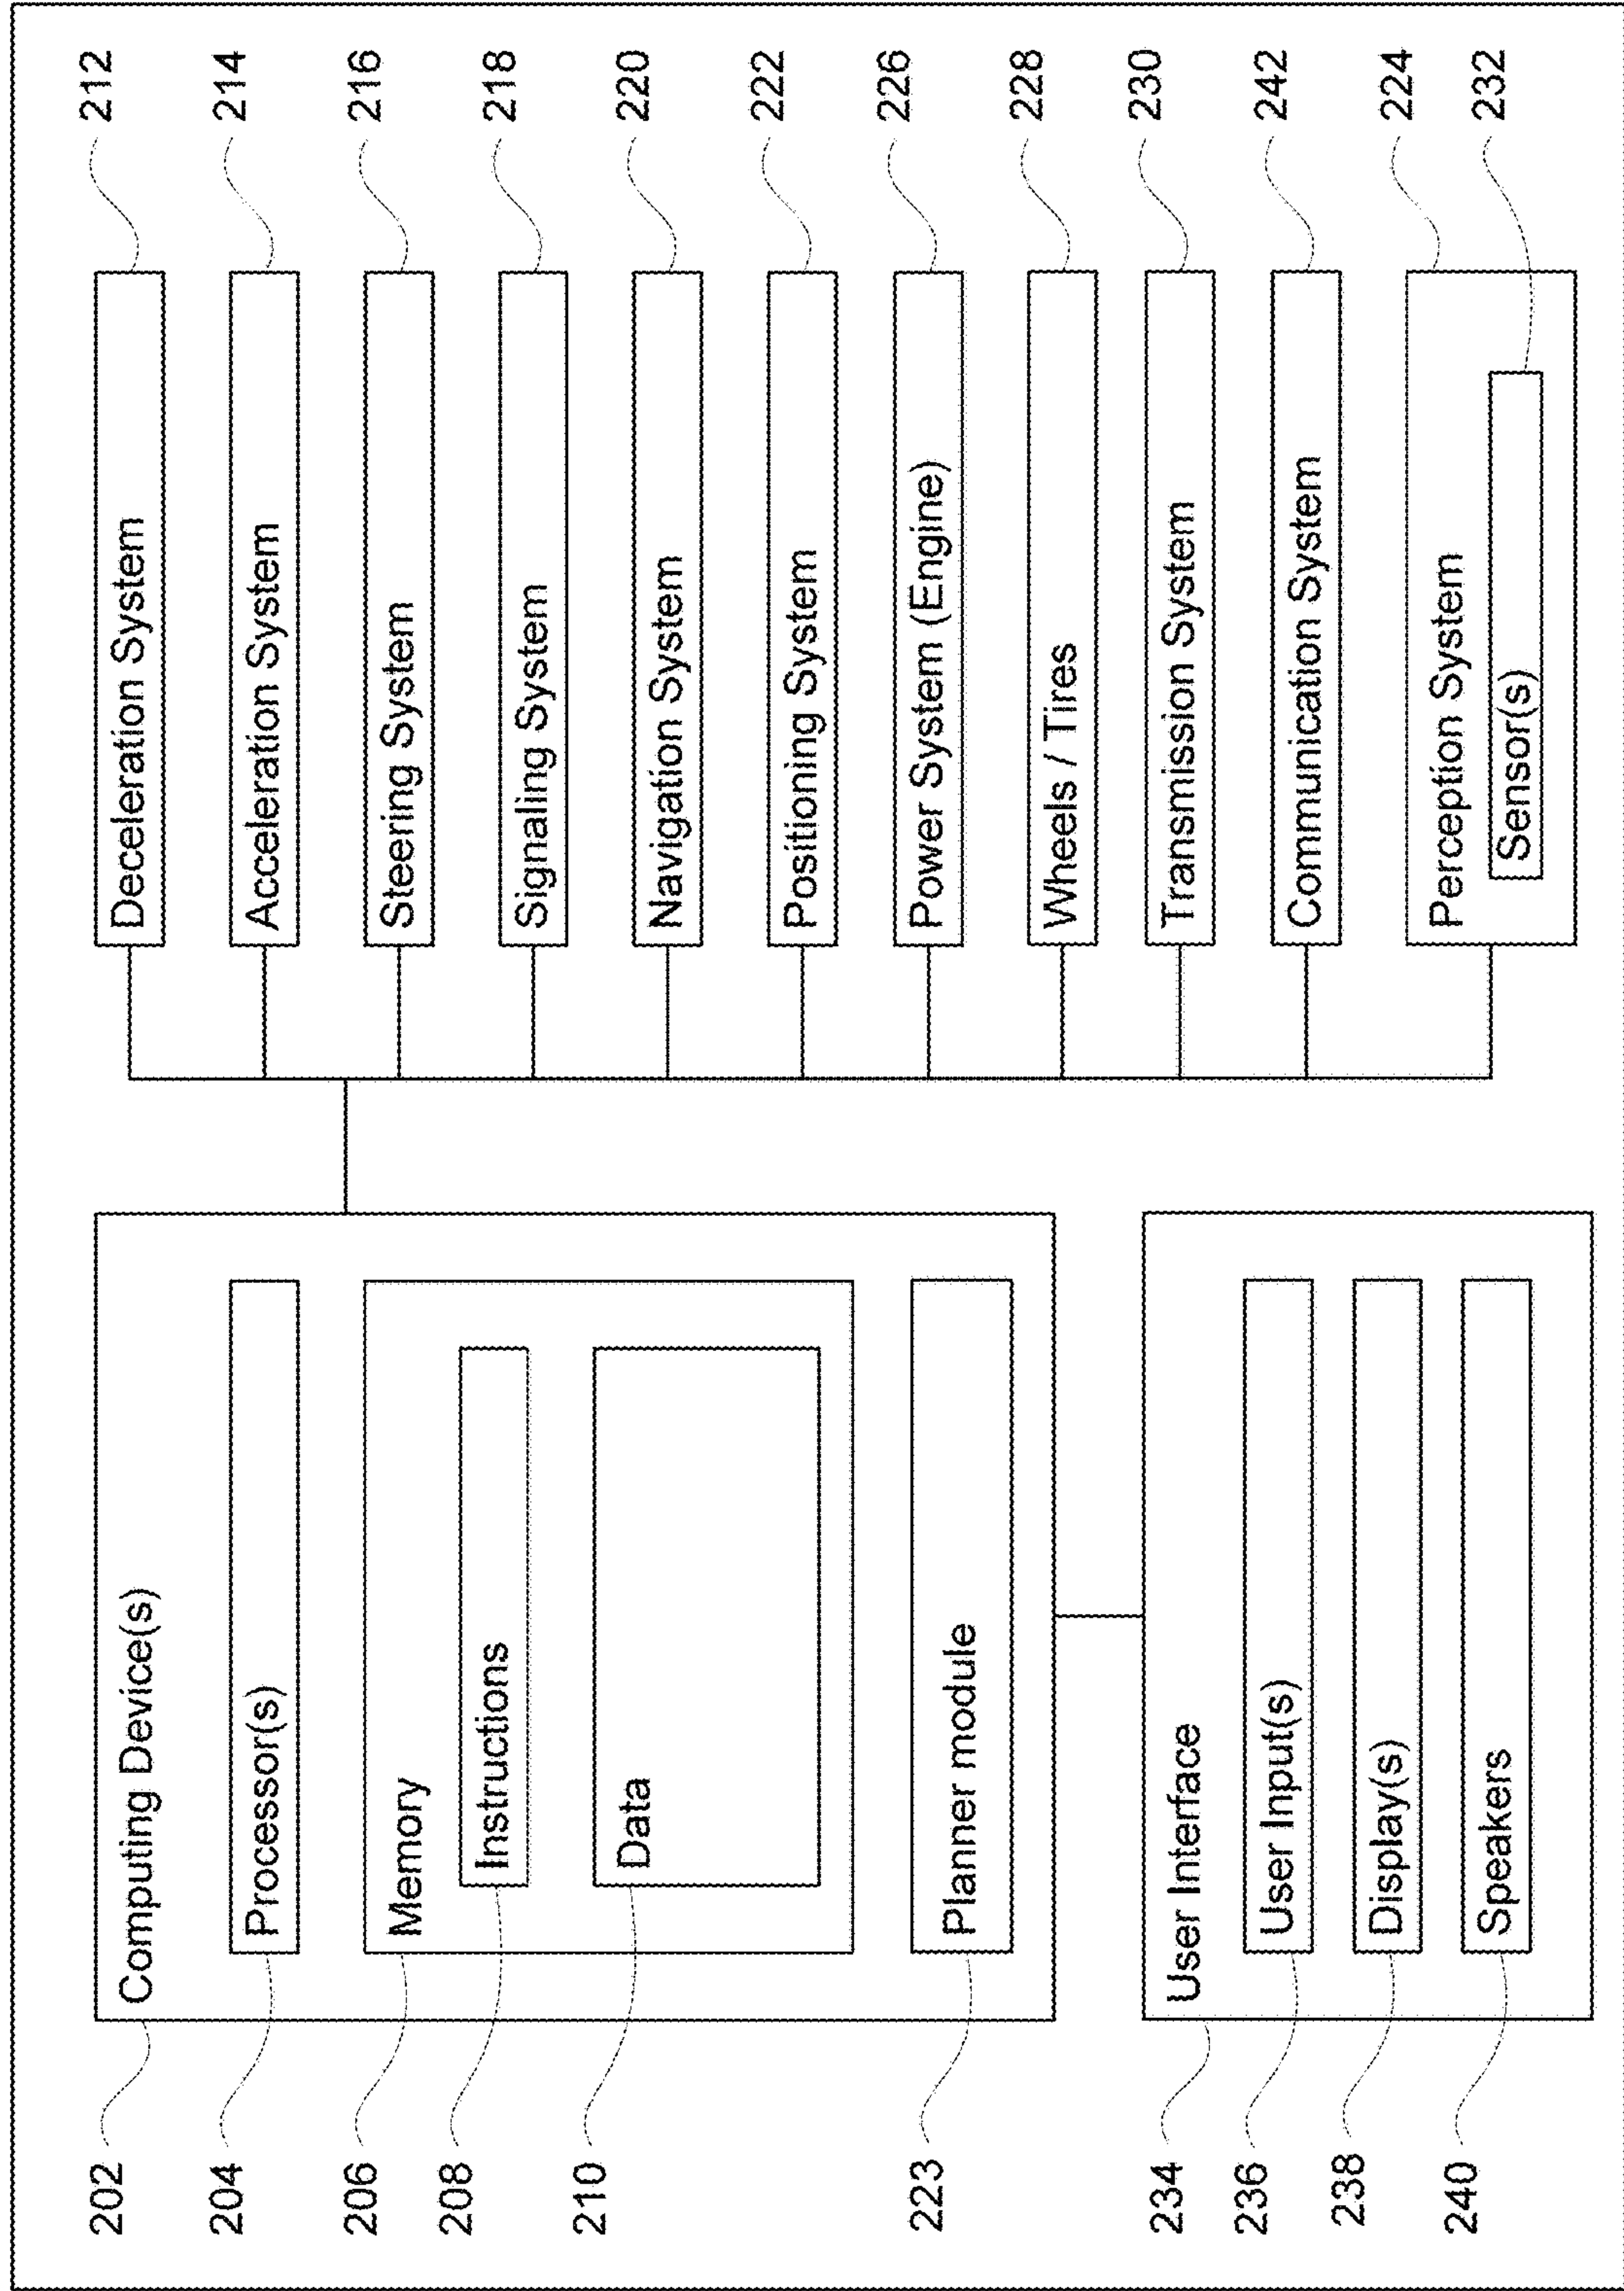 202
Computing Device(s)
204
Processor(s)
206
Memory
208
Instructions
210
Data
223
Planner module
234
User Interface
236
User Input(s)
238
Display(s)
240
Speakers
Deceleration System
212
Acceleration System
214
Steering System
216
Signaling System
218
Navigation System
220
Positioning System
222
Power System (Engine)
226
Wheels / Tires
228
Transmission System
230
Communication System
242
Perception System
224
Sensor(s)
232